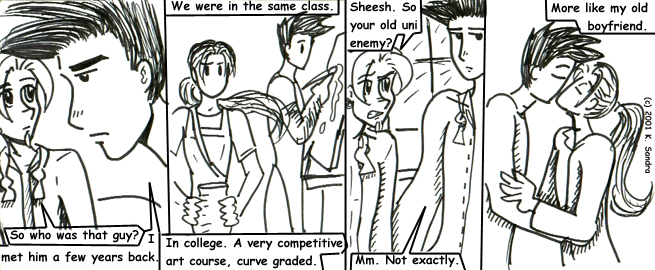 So who was that guy?
I
met him a few years back.
We were in the same class.
In college. A very competitive
art course, curve graded.
Sheesh. So
your old uni
enemy?
Mm. Not exactly.
More like my old
boyfriend.
(c) 2001 K. Sandra